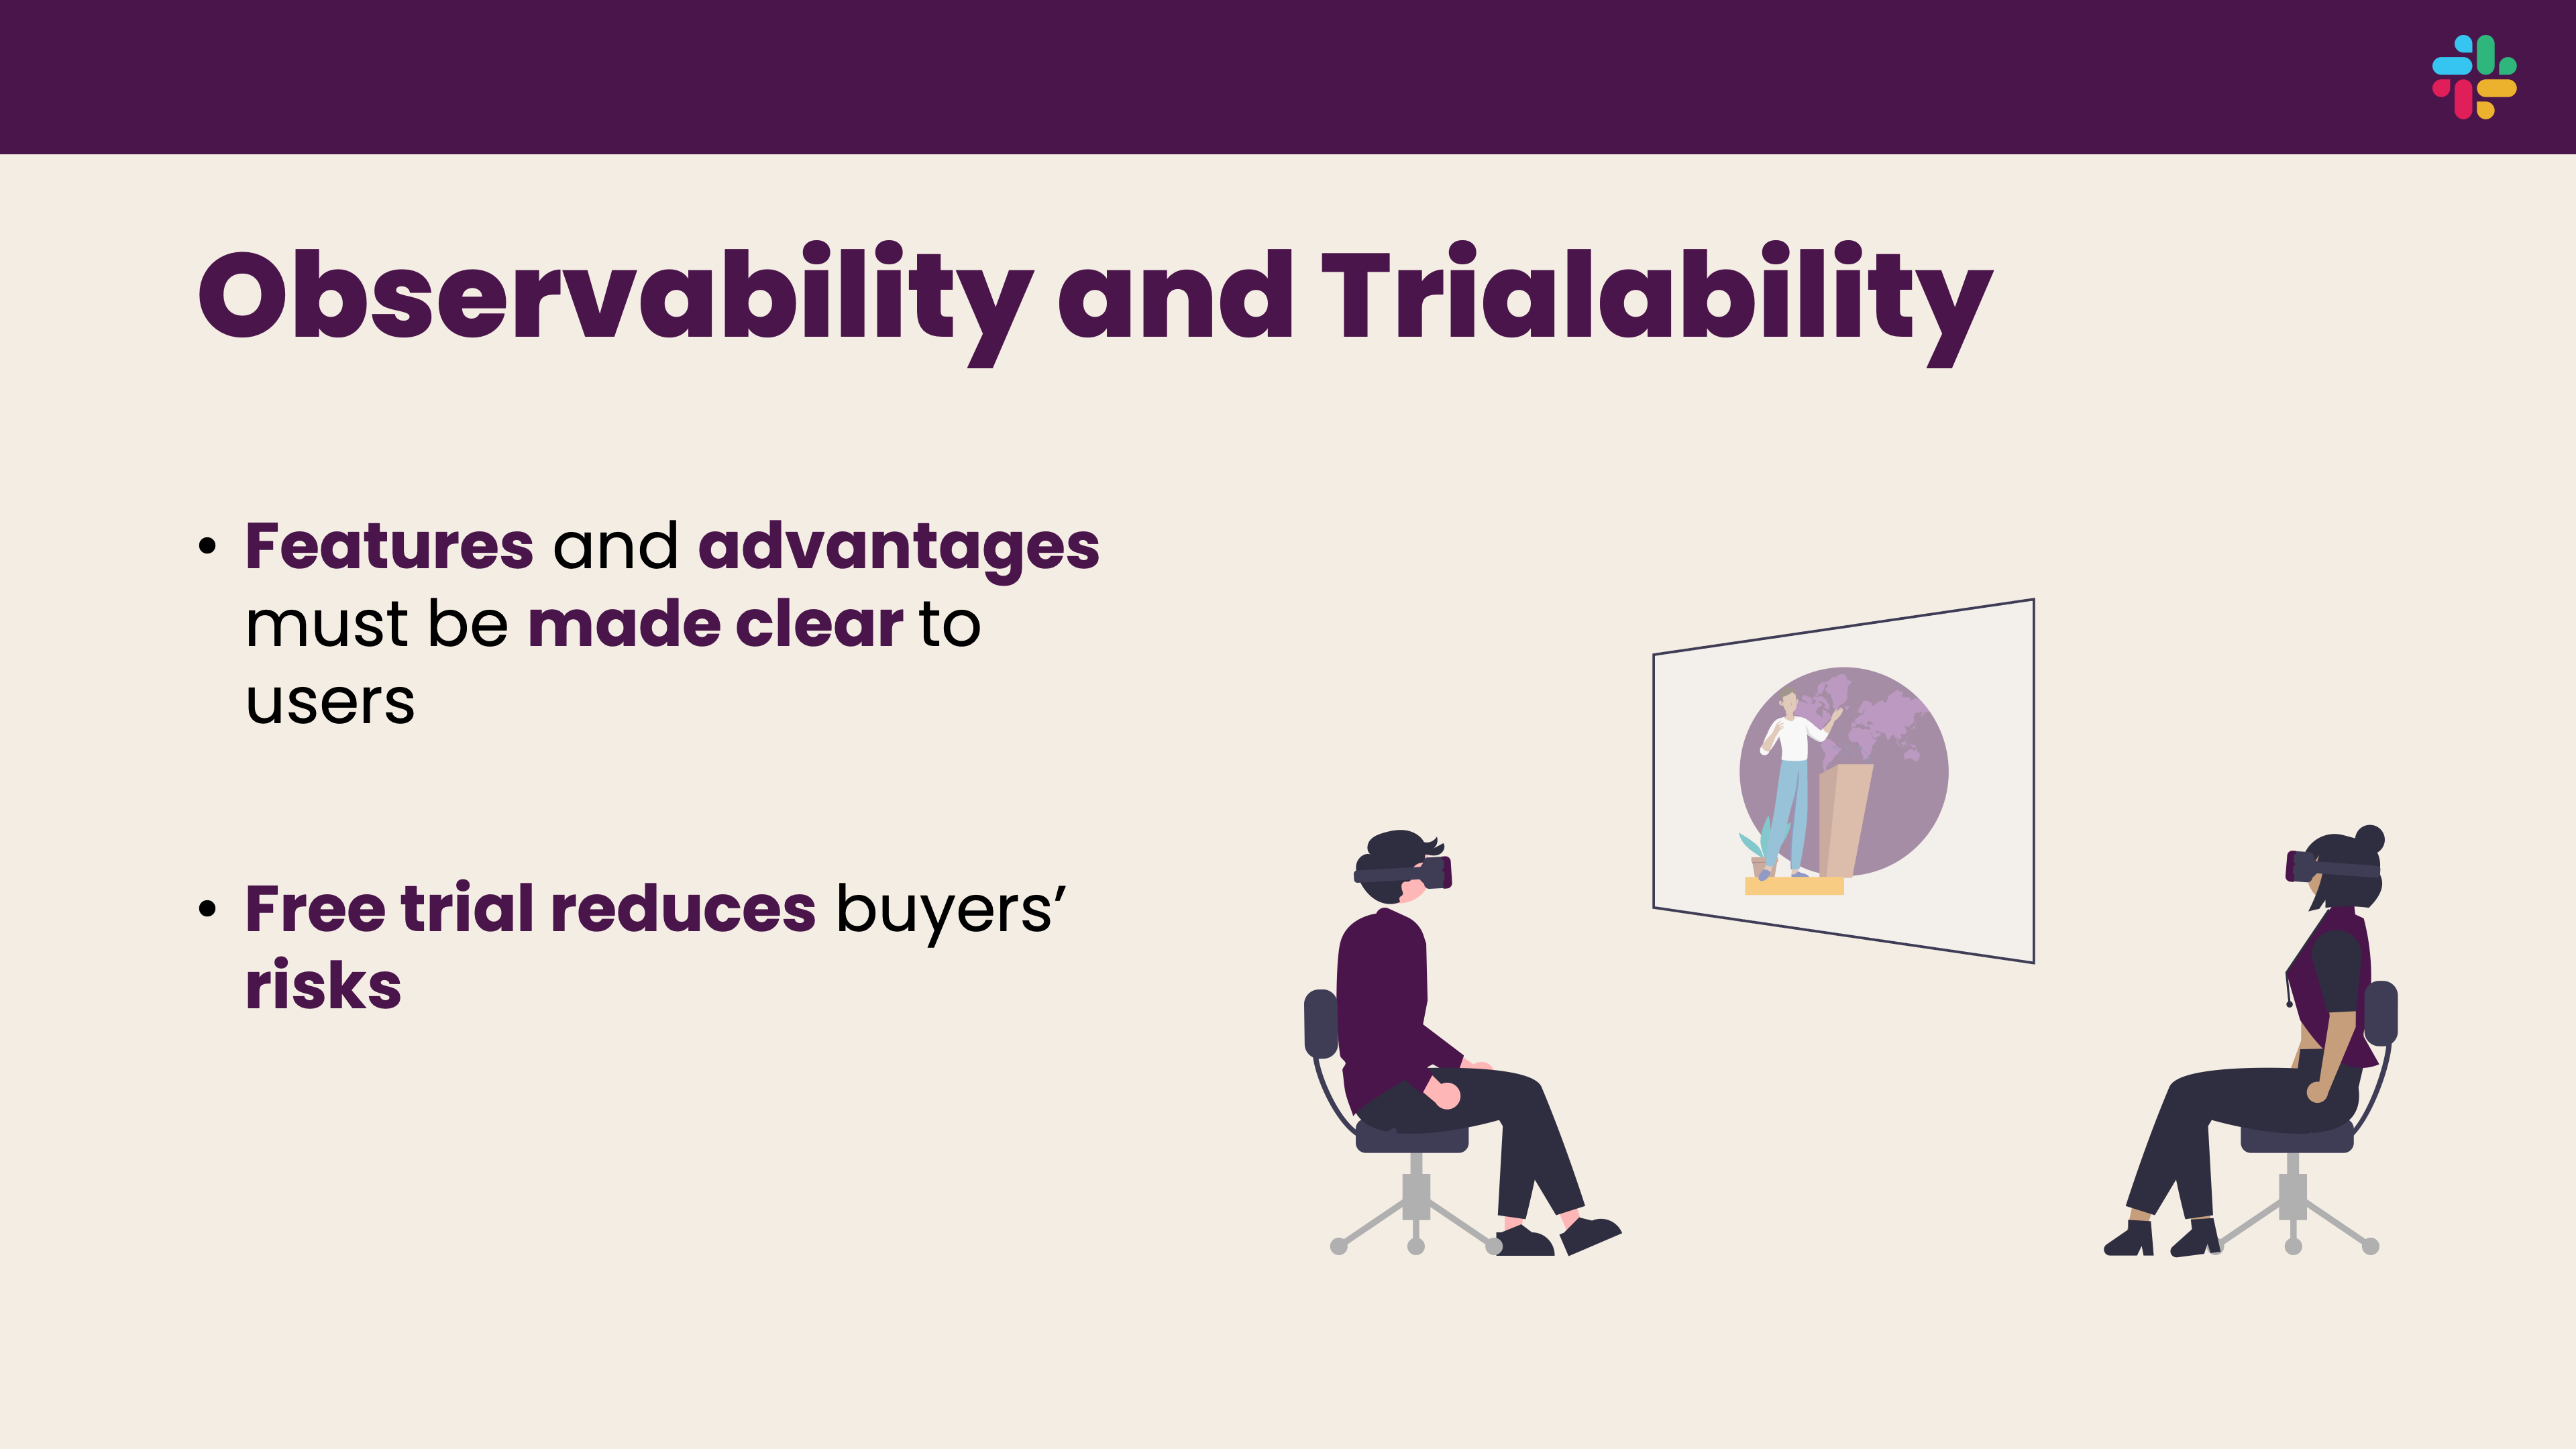 Observability and Trialability
• Features and advantages
must be made clear to
users
• Free trial reduces buyers’
risks